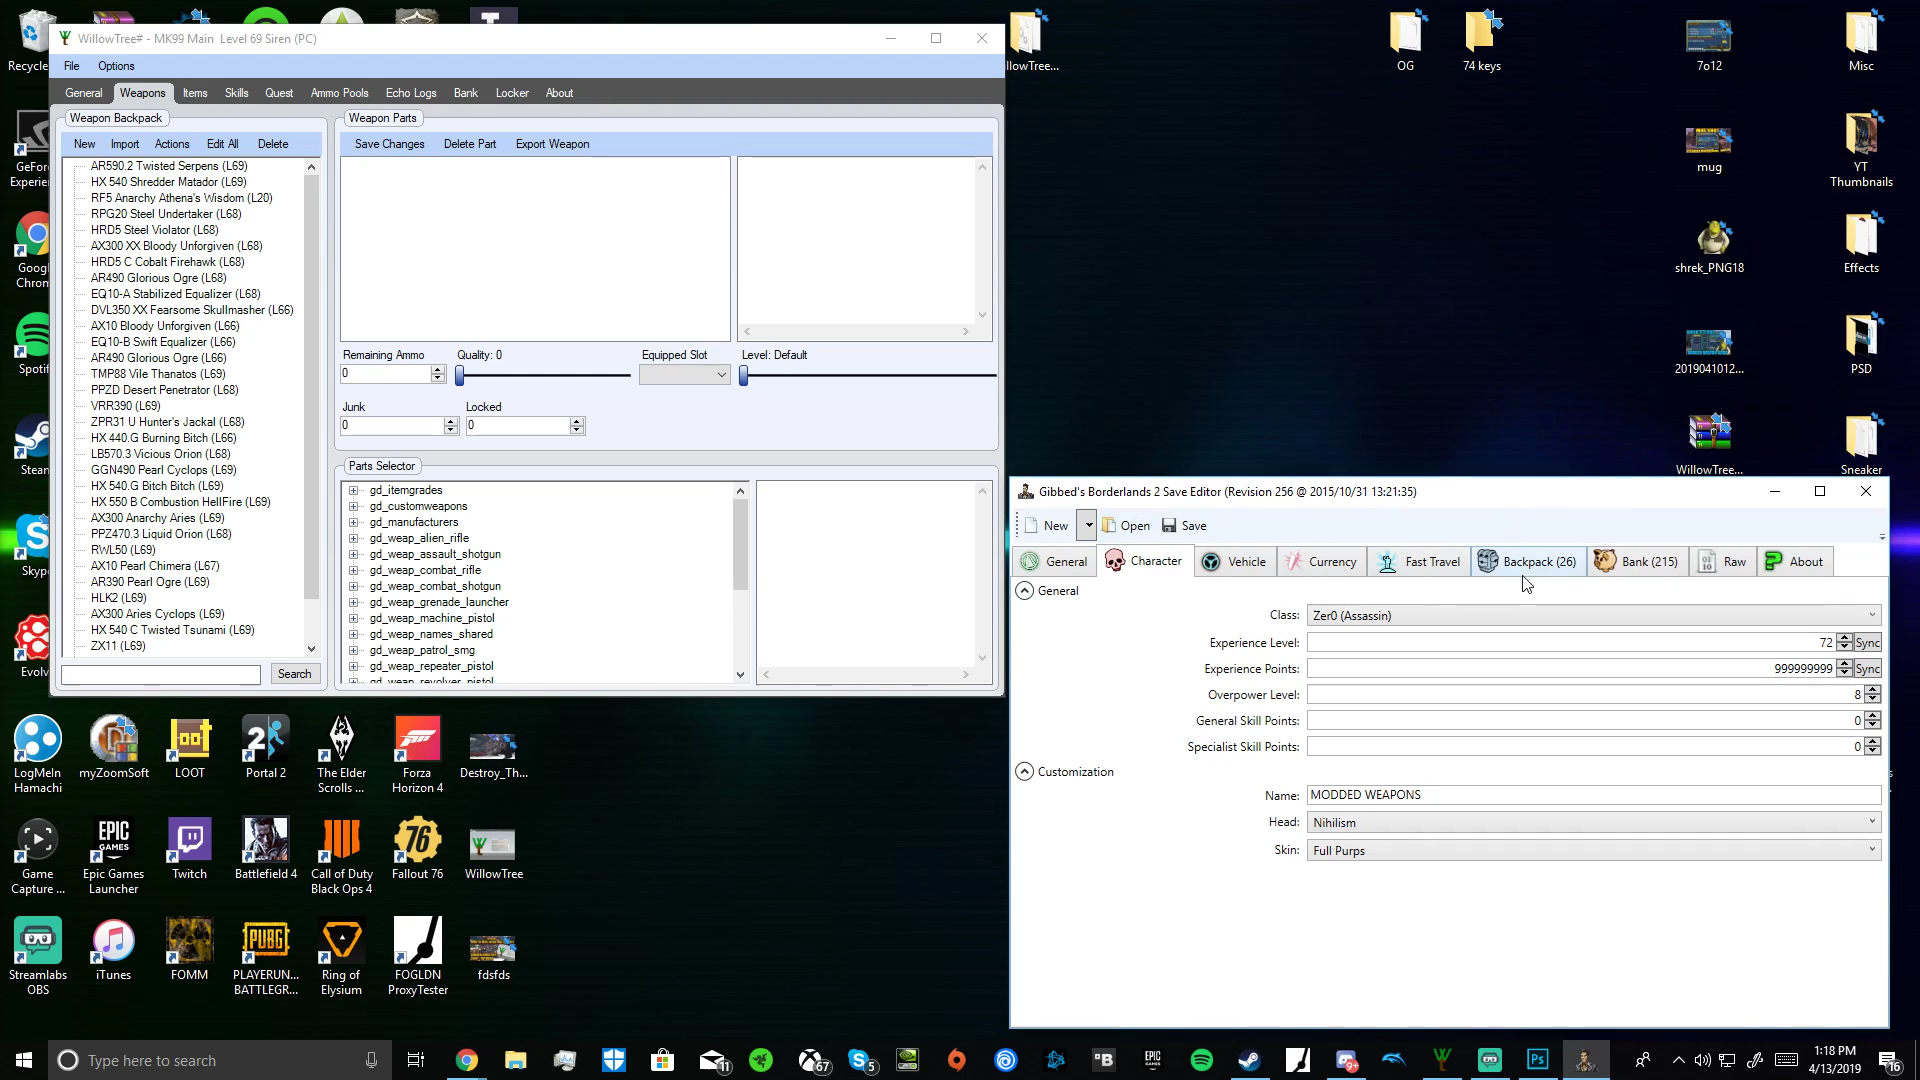 WillowTree# - MK99 Main  Level 69 Siren (PC)
File Options
General Weapons Items Skills Quest Ammo Pools Echo Logs Bank Locker About
Weapon Backpack
New Import Actions Edit All Delete
AR590.2 Twisted Serpens (L69)
HX 540 Shredder Matador (L69)
RF5 Anarchy Athena's Wisdom (L20)
RPG20 Steel Undertaker (L68)
HRD5 Steel Violator (L68)
AX300 XX Bloody Unforgiven (L68)
HRD5 C Cobalt Firehawk (L68)
AR490 Glorious Ogre (L68)
EQ10-A Stabilized Equalizer (L68)
DVL350 XX Fearsome Skullmasher (L66)
AX10 Bloody Unforgiven (L66)
EQ10-B Swift Equalizer (L66)
AR490 Glorious Ogre (L66)
TMP88 Vile Thanatos (L69)
PPZD Desert Penetrator (L68)
VRR390 (L69)
ZPR31 U Hunter's Jackal (L68)
HX 440.G Burning Bitch (L66)
LB570.3 Vicious Orion (L68)
GGN490 Pearl Cyclops (L69)
HX 540.G Bitch Bitch (L69)
HX 550 B Combustion HellFire (L69)
AX300 Anarchy Aries (L69)
PPZ470.3 Liquid Orion (L68)
RWL50 (L69)
AX10 Pearl Chimera (L67)
AR390 Pearl Ogre (L69)
HLK2 (L69)
AX300 Aries Cyclops (L69)
HX 540 C Twisted Tsunami (L69)
ZX11 (L69)
Search
Weapon Parts
Save Changes Delete Part Export Weapon
Remaining Ammo Quality: 0 Equipped Slot Level: Default
0
Junk Locked
0 0
Parts Selector
gd_itemgrades
gd_customweapons
gd_manufacturers
gd_weap_alien_rifle
gd_weap_assault_shotgun
gd_weap_combat_rifle
gd_weap_combat_shotgun
gd_weap_grenade_launcher
gd_weap_machine_pistol
gd_weap_names_shared
gd_weap_patrol_smg
gd_weap_repeater_pistol
gd_weap_revolver_pistol
Gibbed's Borderlands 2 Save Editor (Revision 256 @ 2015/10/31 13:21:35)
New Open Save
General Character Vehicle Currency Fast Travel Backpack (26) Bank (215) Raw About
General
Class: Zer0 (Assassin)
Experience Level: 72 Sync
Experience Points: 999999999 Sync
Overpower Level: 8
General Skill Points: 0
Specialist Skill Points: 0
Customization
Name: MODDED WEAPONS
Head: Nihilism
Skin: Full Purps
Recycle
GeFor
Experien
Googl
Chron
Spotif
Stean
Skype
Evolv
llowTree...
OG
74 keys
7o12
Misc
mug
YT
Thumbnails
shrek_PNG18
Effects
2019041012...
PSD
WillowTree...
Sneaker
LogMeIn
Hamachi
myZoomSoft
LOOT
Portal 2
The Elder
Scrolls ...
Forza
Horizon 4
Destroy_Th...
Game
Capture ...
Epic Games
Launcher
Twitch
Battlefield 4
Call of Duty
Black Ops 4
Fallout 76
WillowTree
Streamlabs
OBS
iTunes
FOMM
PLAYERUN...
BATTLEGR...
Ring of
Elysium
FOGLDN
ProxyTester
fdsfds
Type here to search
1:18 PM
4/13/2019